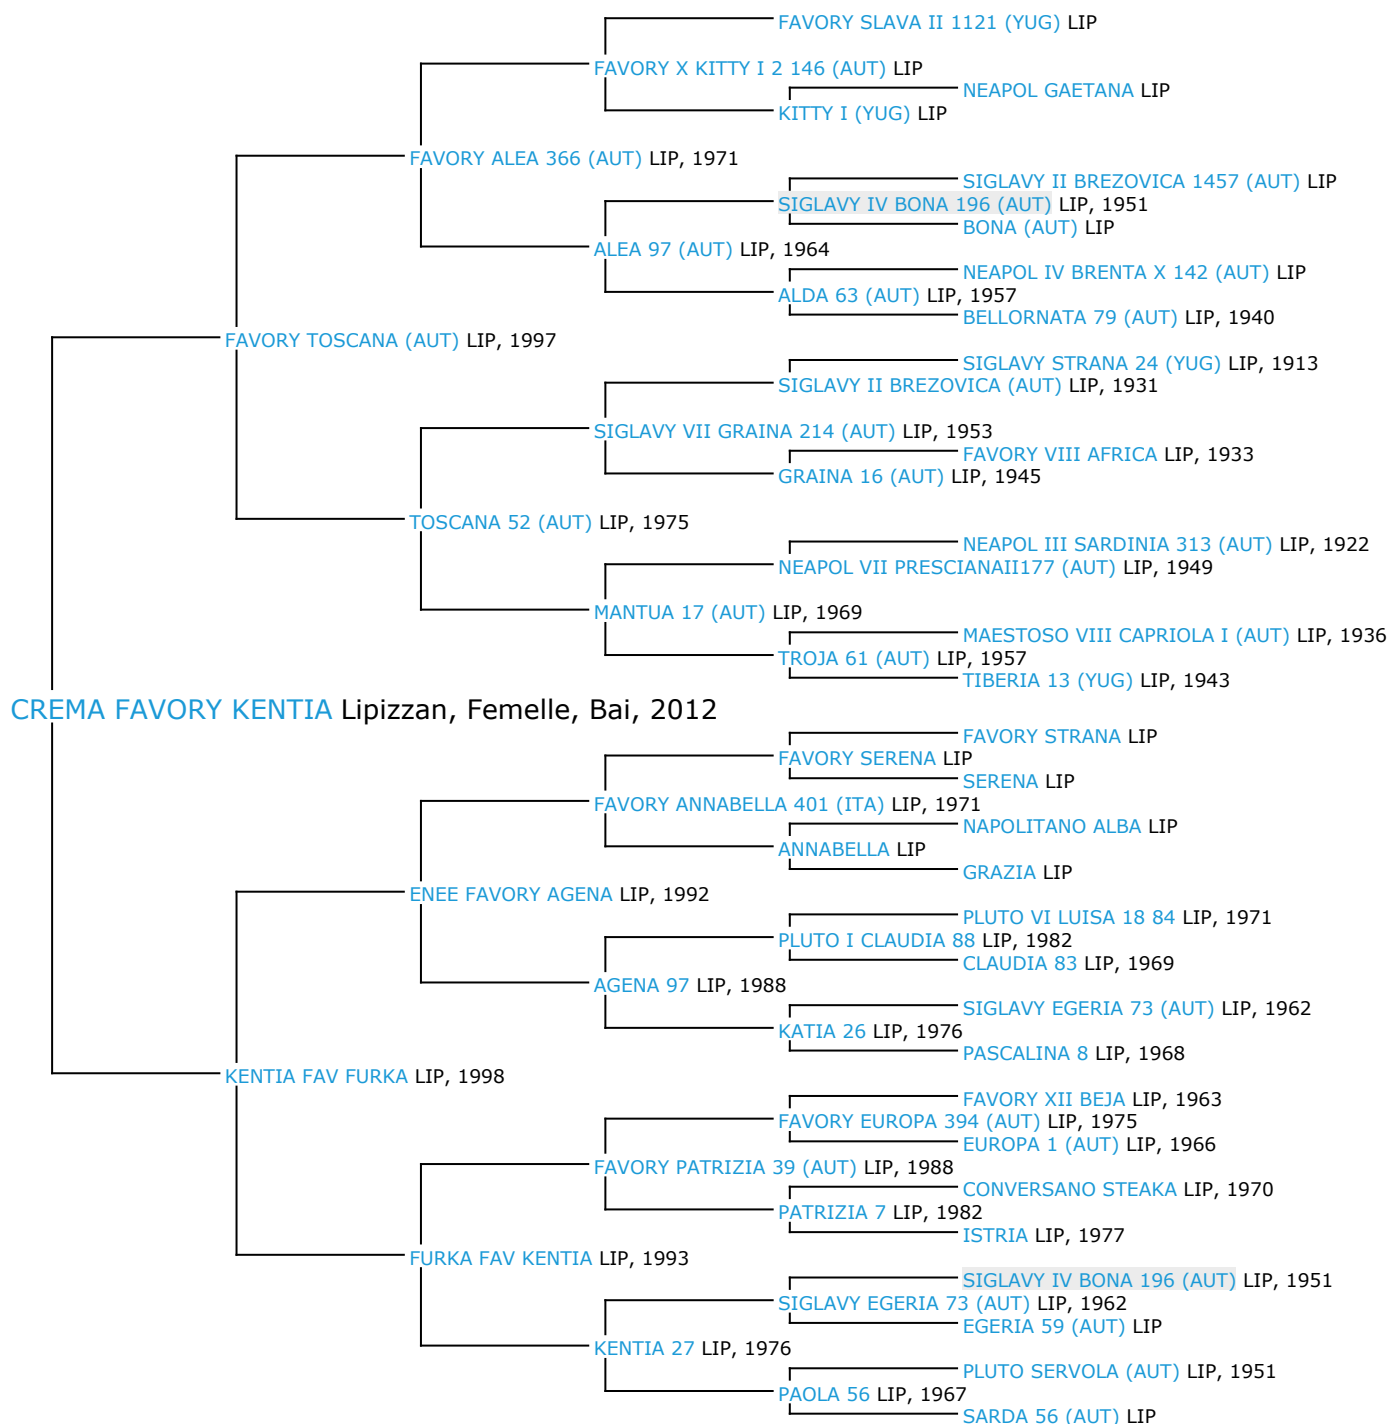 FAVORY SLAVA II 1121 (YUG) LIP
FAVORY X KITTY I 2 146 (AUT) LIP
NEAPOL GAETANA LIP
KITTY I (YUG) LIP
FAVORY ALEA 366 (AUT) LIP, 1971
SIGLAVY II BREZOVICA 1457 (AUT) LIP
SIGLAVY IV BONA 196 (AUT) LIP, 1951
BONA (AUT) LIP
ALEA 97 (AUT) LIP, 1964
NEAPOL IV BRENTA X 142 (AUT) LIP
ALDA 63 (AUT) LIP, 1957
BELLORNATA 79 (AUT) LIP, 1940
FAVORY TOSCANA (AUT) LIP, 1997
SIGLAVY STRANA 24 (YUG) LIP, 1913
SIGLAVY II BREZOVICA (AUT) LIP, 1931
SIGLAVY VII GRAINA 214 (AUT) LIP, 1953
FAVORY VIII AFRICA LIP, 1933
GRAINA 16 (AUT) LIP, 1945
TOSCANA 52 (AUT) LIP, 1975
NEAPOL III SARDINIA 313 (AUT) LIP, 1922
NEAPOL VII PRESCIANAII177 (AUT) LIP, 1949
MANTUA 17 (AUT) LIP, 1969
MAESTOSO VIII CAPRIOLA I (AUT) LIP, 1936
TROJA 61 (AUT) LIP, 1957
TIBERIA 13 (YUG) LIP, 1943
CREMA FAVORY KENTIA Lipizzan, Femelle, Bai, 2012
FAVORY STRANA LIP
FAVORY SERENA LIP
SERENA LIP
FAVORY ANNABELLA 401 (ITA) LIP, 1971
NAPOLITANO ALBA LIP
ANNABELLA LIP
GRAZIA LIP
ENEE FAVORY AGENA LIP, 1992
PLUTO VI LUISA 18 84 LIP, 1971
PLUTO I CLAUDIA 88 LIP, 1982
CLAUDIA 83 LIP, 1969
AGENA 97 LIP, 1988
SIGLAVY EGERIA 73 (AUT) LIP, 1962
KATIA 26 LIP, 1976
PASCALINA 8 LIP, 1968
KENTIA FAV FURKA LIP, 1998
FAVORY XII BEJA LIP, 1963
FAVORY EUROPA 394 (AUT) LIP, 1975
EUROPA 1 (AUT) LIP, 1966
FAVORY PATRIZIA 39 (AUT) LIP, 1988
CONVERSANO STEAKA LIP, 1970
PATRIZIA 7 LIP, 1982
ISTRIA LIP, 1977
FURKA FAV KENTIA LIP, 1993
SIGLAVY IV BONA 196 (AUT) LIP, 1951
SIGLAVY EGERIA 73 (AUT) LIP, 1962
EGERIA 59 (AUT) LIP
KENTIA 27 LIP, 1976
PLUTO SERVOLA (AUT) LIP, 1951
PAOLA 56 LIP, 1967
SARDA 56 (AUT) LIP